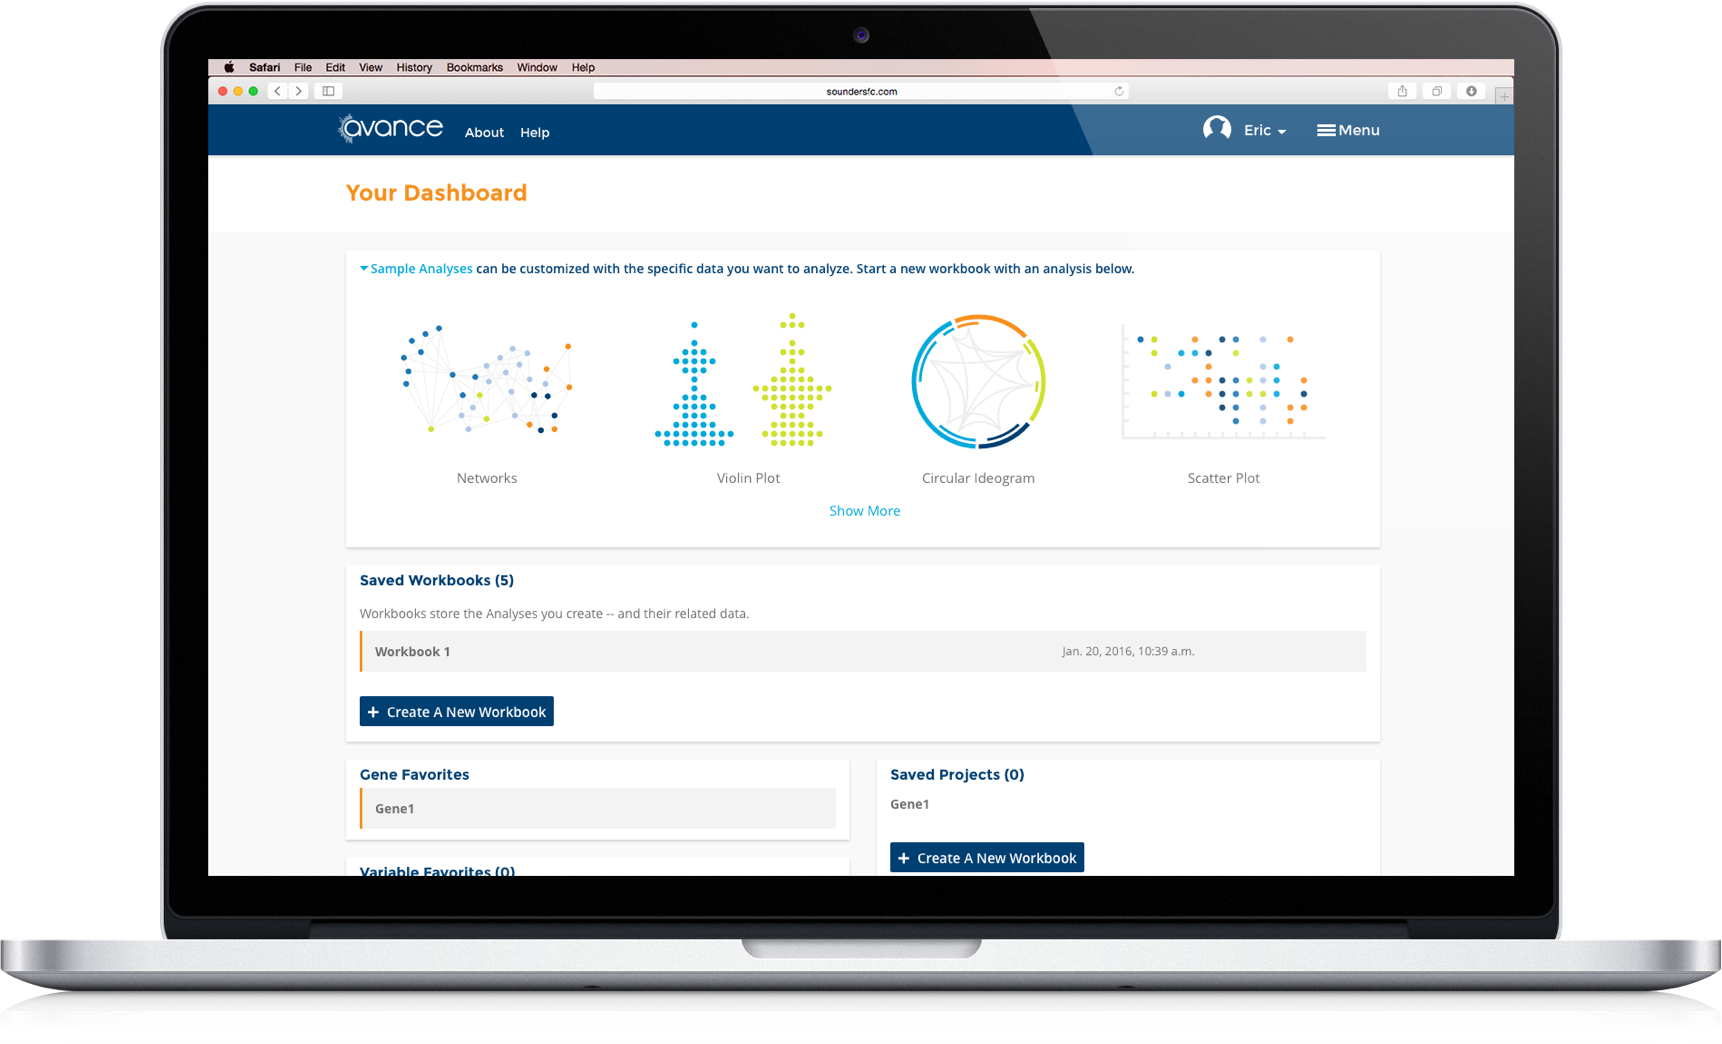 Safari File Edit View History Bookmarks Window Help
soundersfc.com
avance About Help Eric Menu
Your Dashboard
Sample Analyses can be customized with the specific data you want to analyze. Start a new workbook with an analysis below.
Networks Violin Plot Circular Ideogram Scatter Plot
Show More
Saved Workbooks (5)
Workbooks store the Analyses you create -- and their related data.
Workbook 1 Jan. 20, 2016, 10:39 a.m.
+ Create A New Workbook
Gene Favorites
Gene1
Saved Projects (0)
Gene1
+ Create A New Workbook
Variable Favorites (0)